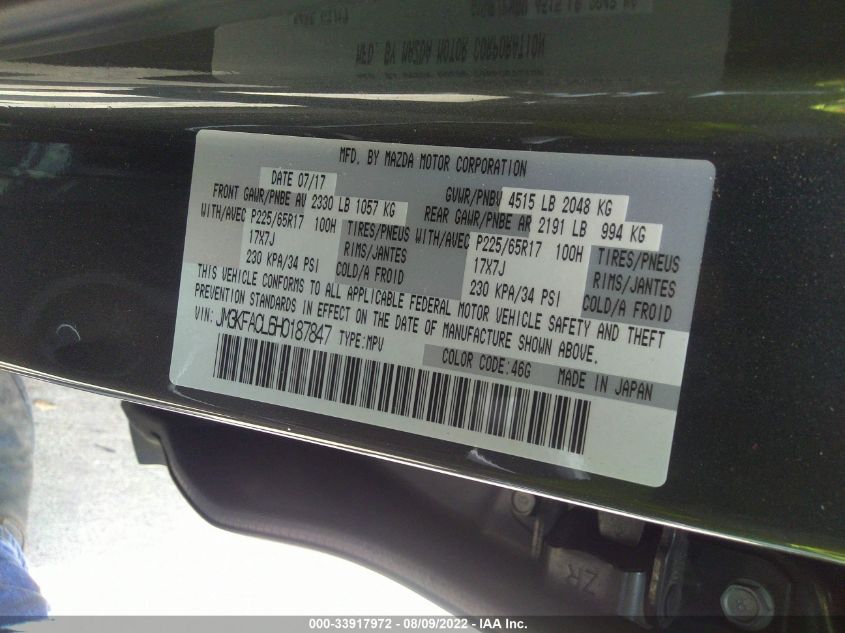 MFD. BY MAZDA MOTOR CORPORATION
DATE 07/17 GVWR/PNBV 4515 LB 2048 KG
FRONT GAWR/PNBE AV 2330 LB 1057 KG REAR GAWR/PNBE AR 2191 LB 994 KG
WITH/AVEC P225/65R17 100H TIRES/PNEUS WITH/AVEC P225/65R17 100H TIRES/PNEUS
17X7J RIMS/JANTES 17X7J RIMS/JANTES
230 KPA/34 PSI COLD/A FROID 230 KPA/34 PSI COLD/A FROID
THIS VEHICLE CONFORMS TO ALL APPLICABLE FEDERAL MOTOR VEHICLE SAFETY AND THEFT
PREVENTION STANDARDS IN EFFECT ON THE DATE OF MANUFACTURE SHOWN ABOVE.
VIN: JM3KFACL6H0187847 TYPE:MPV
COLOR CODE:46G MADE IN JAPAN
ZR
8
000-33917972 - 08/09/2022 - IAA Inc.